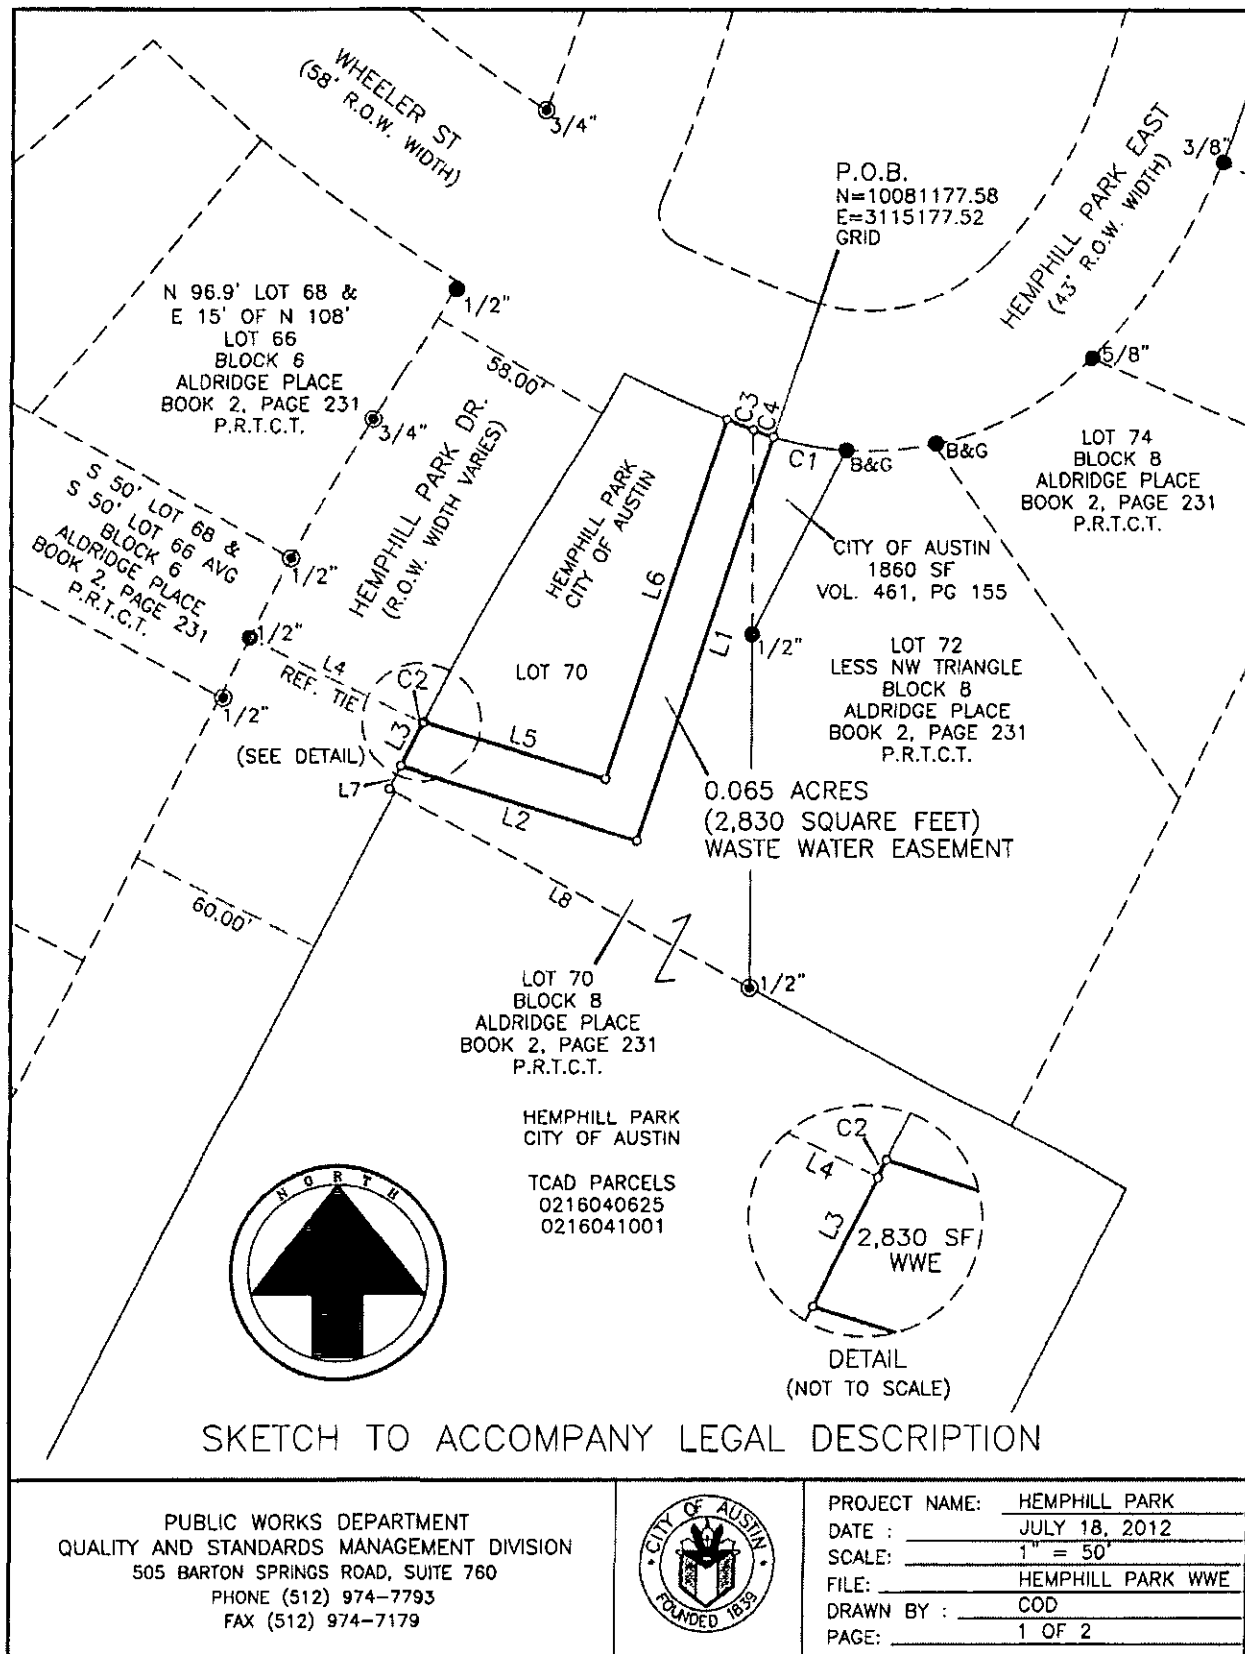 WHEELER ST
(58' R.O.W. WIDTH)
3/4"
P.O.B.
N=10081177.58
E=3115177.52
GRID
HEMPHILL PARK EAST
(43' R.O.W. WIDTH)
3/8"
N 96.9' LOT 68 &
E 15' OF N 108'
LOT 66
BLOCK 6
ALDRIDGE PLACE
BOOK 2, PAGE 231
P.R.T.C.T.
1/2"
58.00'
3/4"
HEMPHILL PARK DR.
(R.O.W. WIDTH VARIES)
HEMPHILL PARK
CITY OF AUSTIN
C3
C4
C1
B&G
B&G
5/8"
LOT 74
BLOCK 8
ALDRIDGE PLACE
BOOK 2, PAGE 231
P.R.T.C.T.
S 50' LOT 68 &
S 50' LOT 66 AVG
BLOCK 6
ALDRIDGE PLACE
BOOK 2, PAGE 231
P.R.T.C.T.
1/2"
1/2"
1/2"
L4
REF. TIE
(SEE DETAIL)
C2
L3
L7
LOT 70
L5
L2
L6
L1
CITY OF AUSTIN
1860 SF
VOL. 461, PG 155
1/2"
LOT 72
LESS NW TRIANGLE
BLOCK 8
ALDRIDGE PLACE
BOOK 2, PAGE 231
P.R.T.C.T.
0.065 ACRES
(2,830 SQUARE FEET)
WASTE WATER EASEMENT
60.00'
L8
1/2"
LOT 70
BLOCK 8
ALDRIDGE PLACE
BOOK 2, PAGE 231
P.R.T.C.T.
HEMPHILL PARK
CITY OF AUSTIN
TCAD PARCELS
0216040625
0216041001
NORTH
C2
L4
L3
2,830 SF
WWE
DETAIL
(NOT TO SCALE)
SKETCH TO ACCOMPANY LEGAL DESCRIPTION
PUBLIC WORKS DEPARTMENT
QUALITY AND STANDARDS MANAGEMENT DIVISION
505 BARTON SPRINGS ROAD, SUITE 760
PHONE (512) 974-7793
FAX (512) 974-7179
CITY OF AUSTIN
FOUNDED 1839
PROJECT NAME: HEMPHILL PARK
DATE : JULY 18, 2012
SCALE: 1" = 50'
FILE: HEMPHILL PARK WWE
DRAWN BY : COD
PAGE: 1 OF 2